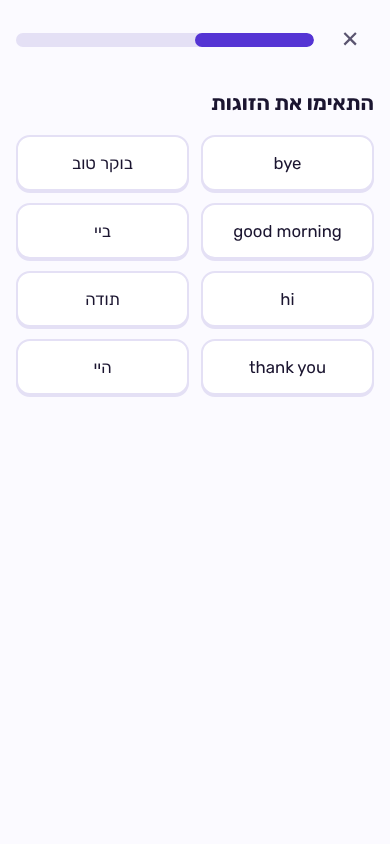 ✕
התאימו את הזוגות
bye
בוקר טוב
good morning
ביי
hi
תודה
thank you
היי